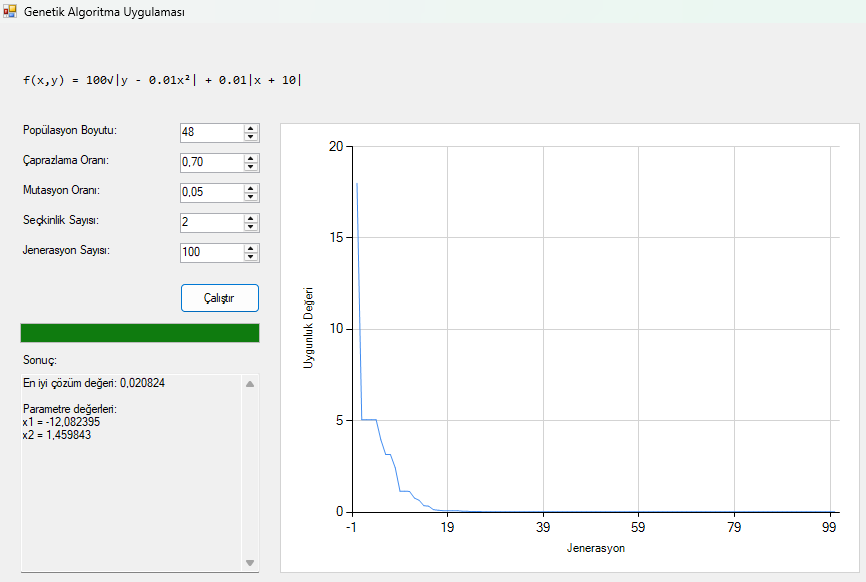 Genetik Algoritma Uygulaması
f(x,y) = 100√|y - 0.01x²| + 0.01|x + 10|
Popülasyon Boyutu: 48
Çaprazlama Oranı: 0,70
Mutasyon Oranı: 0,05
Seçkinlik Sayısı: 2
Jenerasyon Sayısı: 100
Çalıştır
Sonuç:
En iyi çözüm değeri: 0,020824
Parametre değerleri:
x1 = -12,082395
x2 = 1,459843
Uygunluk Değeri
20
15
10
5
0
-1 19 39 59 79 99
Jenerasyon